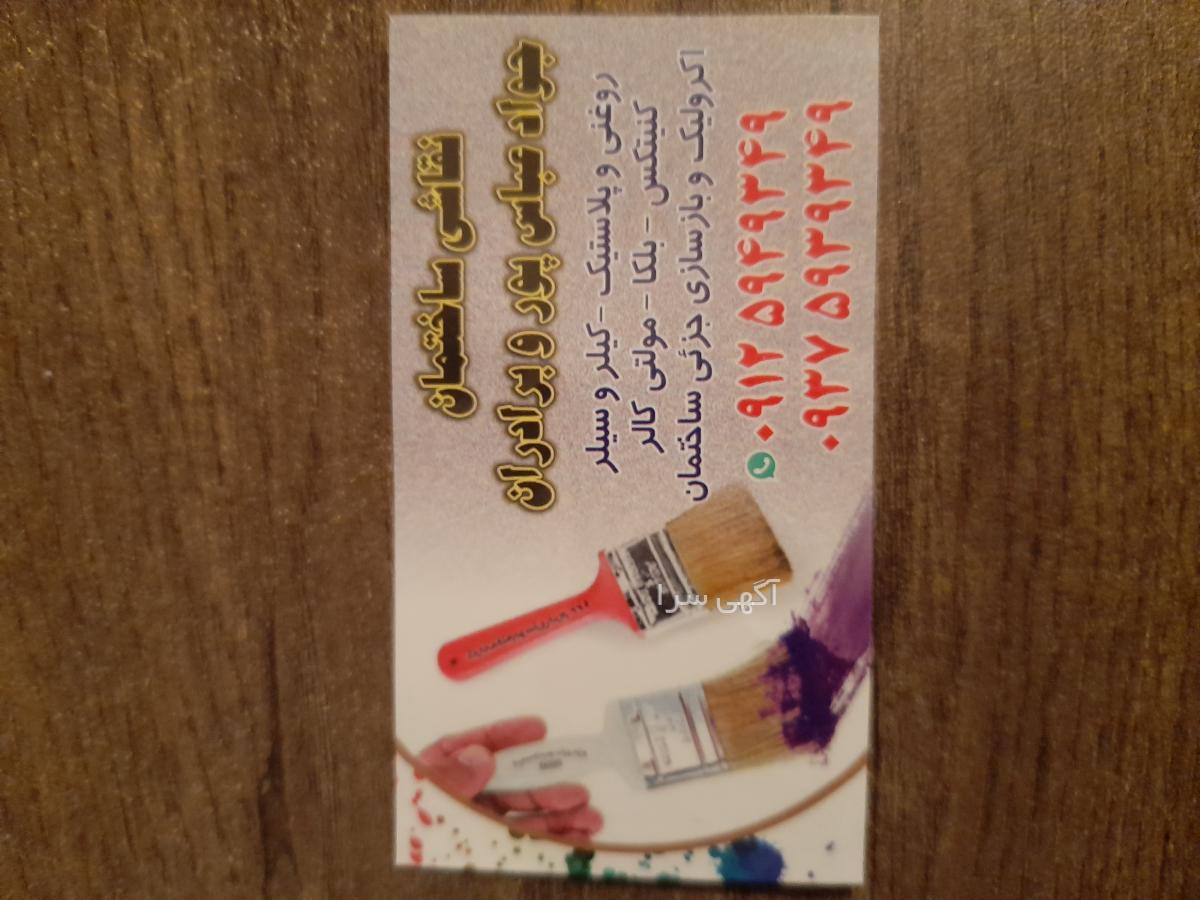 نقاشی ساختمان
جواد عباس پور و برادران
روغنی و پلاستیک - کیلر و سیلر
کنیتکس - بلکا - مولتی کالر
اکرولیک و بازسازی جزئی ساختمان
۰۹۱۲ ۵۹۴۹۳۴۹
۰۹۳۷ ۵۹۳۹۳۴۹
آگهی سرا